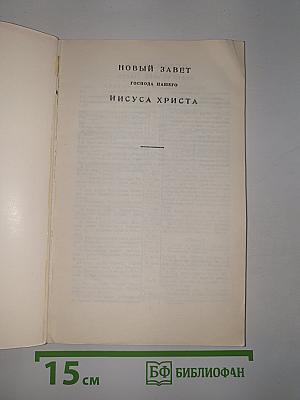 НОВЫЙ ЗАВЕТ
ГОСПОДА НАШЕГО
ИИСУСА ХРИСТА
15 см
БФ БИБЛИОФАН